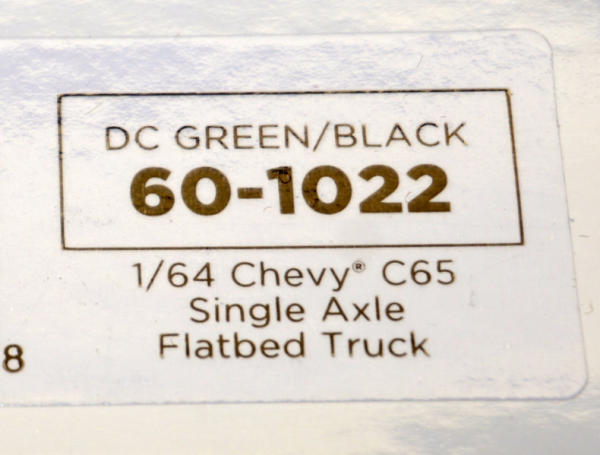 DC GREEN/BLACK
60-1022
1/64 Chevy® C65
Single Axle
Flatbed Truck
8